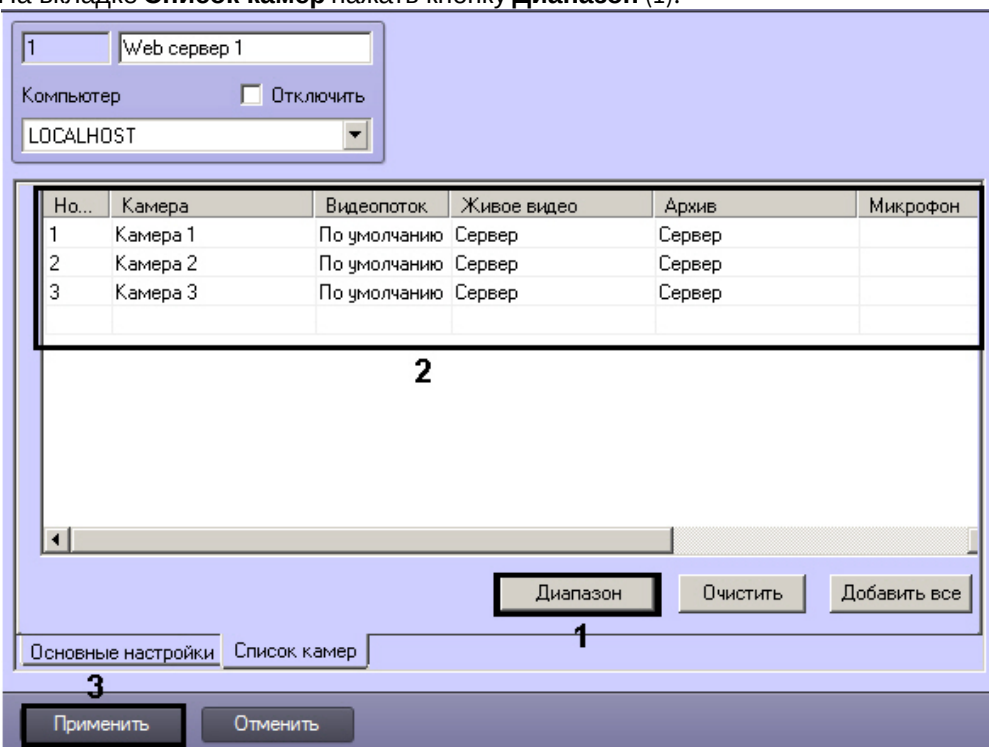 На вкладке Список камер нажать кнопку Диапазон (1).
1 Web сервер 1
Компьютер Отключить
LOCALHOST
Но... Камера Видеопоток Живое видео Архив Микрофон
1 Камера 1 По умолчанию Сервер Сервер
2 Камера 2 По умолчанию Сервер Сервер
3 Камера 3 По умолчанию Сервер Сервер
2
Диапазон Очистить Добавить все
1
Основные настройки Список камер
3
Применить Отменить